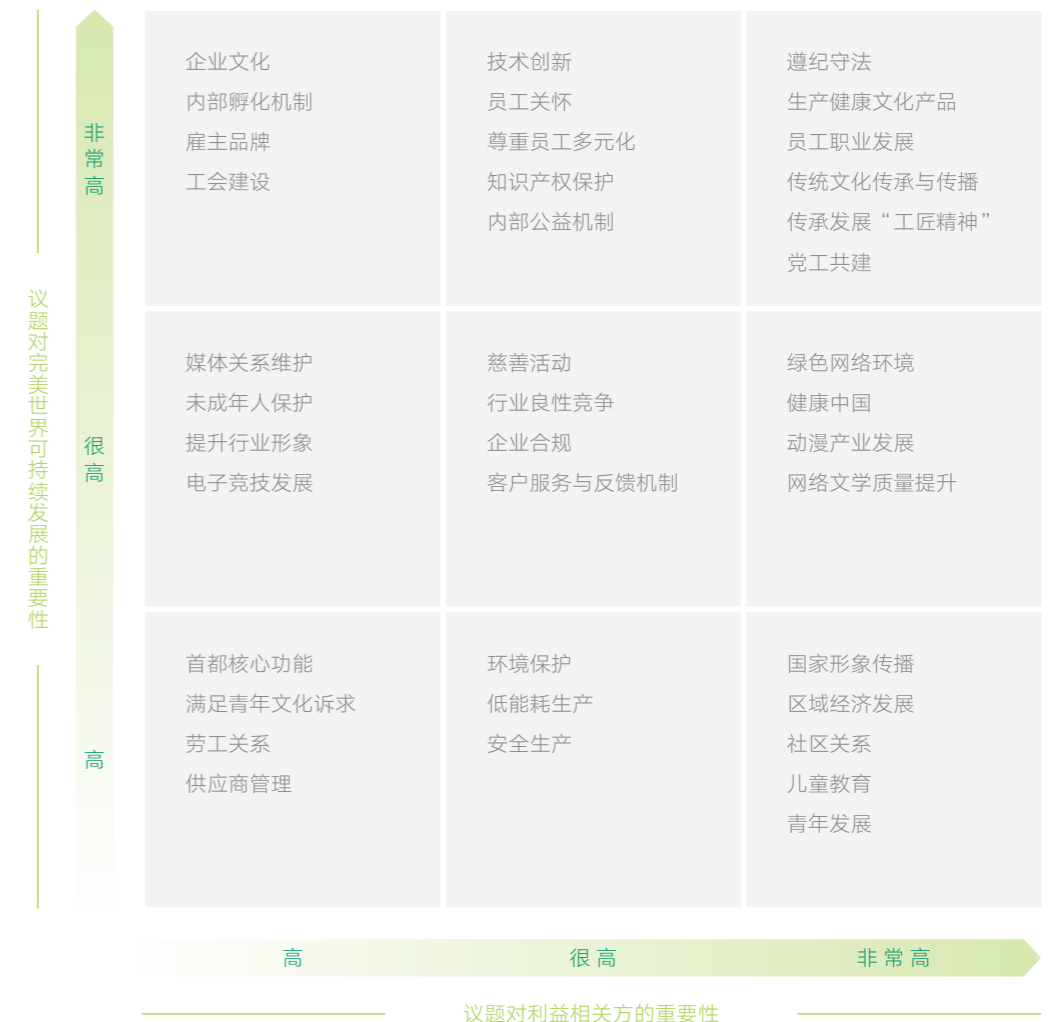 议题对完美世界可持续发展的重要性
非常高
企业文化
内部孵化机制
雇主品牌
工会建设
技术创新
员工关怀
尊重员工多元化
知识产权保护
内部公益机制
遵纪守法
生产健康文化产品
员工职业发展
传统文化传承与传播
传承发展“工匠精神”
党工共建
很高
媒体关系维护
未成年人保护
提升行业形象
电子竞技发展
慈善活动
行业良性竞争
企业合规
客户服务与反馈机制
绿色网络环境
健康中国
动漫产业发展
网络文学质量提升
高
首都核心功能
满足青年文化诉求
劳工关系
供应商管理
环境保护
低能耗生产
安全生产
国家形象传播
区域经济发展
社区关系
儿童教育
青年发展
高 很高 非常高
议题对利益相关方的重要性